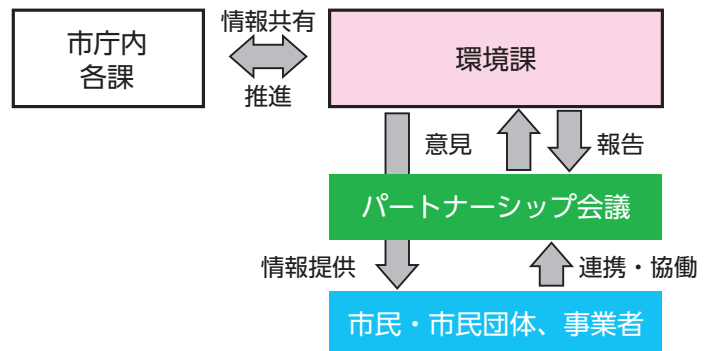 市庁内
各課
情報共有
推進
環境課
意見
報告
パートナーシップ会議
情報提供
連携・協働
市民・市民団体、事業者